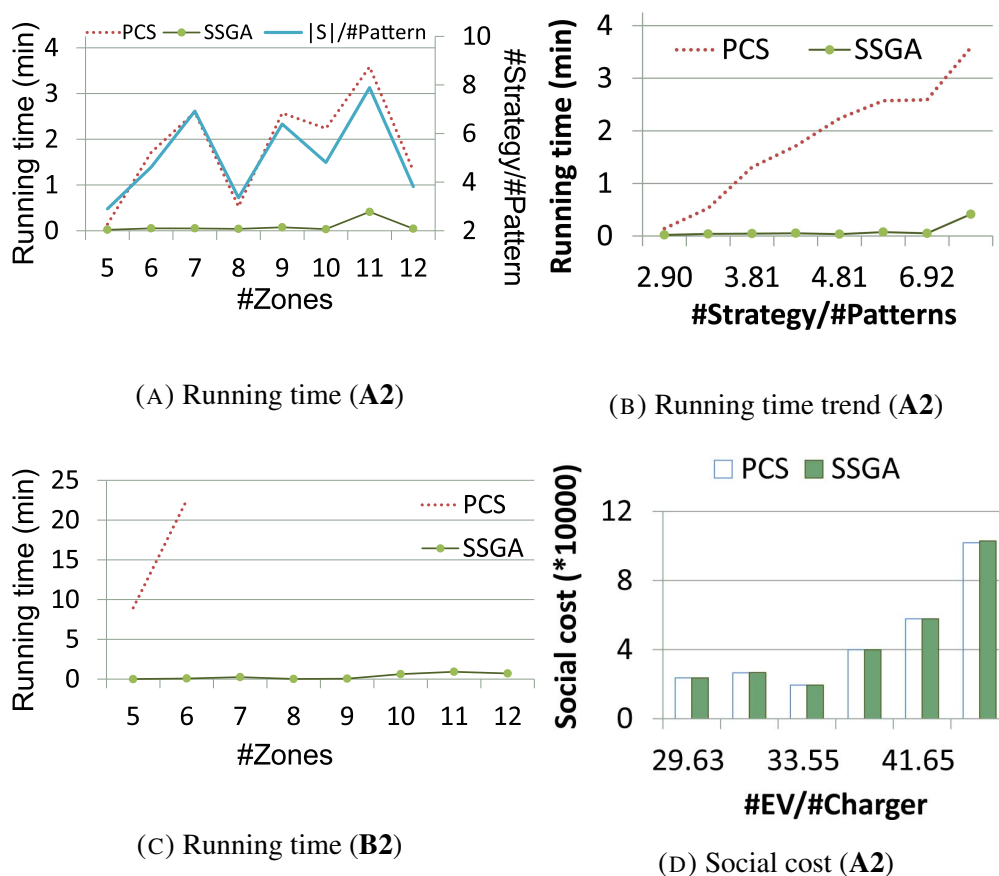 PCS SSGA |S|/#Pattern
Running time (min)
4
3
2
1
0
10
8
6
4
2
#Strategy/#Pattern
5 6 7 8 9 10 11 12
#Zones
(A) Running time (A2)
Running time (min)
4
3
2
1
0
PCS SSGA
2.90 3.81 4.81 6.92
#Strategy/#Patterns
(B) Running time trend (A2)
Running time (min)
25
20
15
10
5
0
PCS
SSGA
5 6 7 8 9 10 11 12
#Zones
(C) Running time (B2)
PCS SSGA
Social cost (*10000)
12
8
4
0
29.63 33.55 41.65
#EV/#Charger
(D) Social cost (A2)